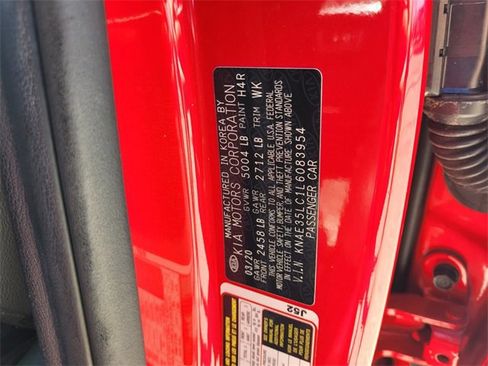 MANUFACTURED IN KOREA BY
KIA MOTORS CORPORATION
03/20 GVWR 5004 LB PAINT H4R
GAWR GAWR TRIM WK
FRONT 2458 LB REAR 2712 LB
THIS VEHICLE CONFORMS TO ALL APPLICABLE U.S.A. FEDERAL
MOTOR VEHICLE SAFETY, BUMPER, AND THEFT PREVENTION STANDARDS
IN EFFECT ON THE DATE OF MANUFACTURE SHOWN ABOVE
V.I.N KNAE35LC1L6083954
PASSENGER CAR
J52